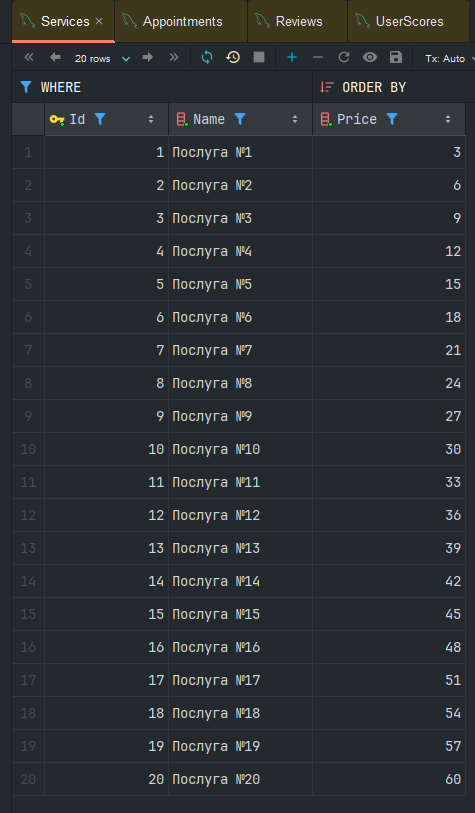 Services × Appointments Reviews UserScores
20 rows Tx: Auto
WHERE ORDER BY
Id Name Price
1 1 Послуга №1 3
2 2 Послуга №2 6
3 3 Послуга №3 9
4 4 Послуга №4 12
5 5 Послуга №5 15
6 6 Послуга №6 18
7 7 Послуга №7 21
8 8 Послуга №8 24
9 9 Послуга №9 27
10 10 Послуга №10 30
11 11 Послуга №11 33
12 12 Послуга №12 36
13 13 Послуга №13 39
14 14 Послуга №14 42
15 15 Послуга №15 45
16 16 Послуга №16 48
17 17 Послуга №17 51
18 18 Послуга №18 54
19 19 Послуга №19 57
20 20 Послуга №20 60